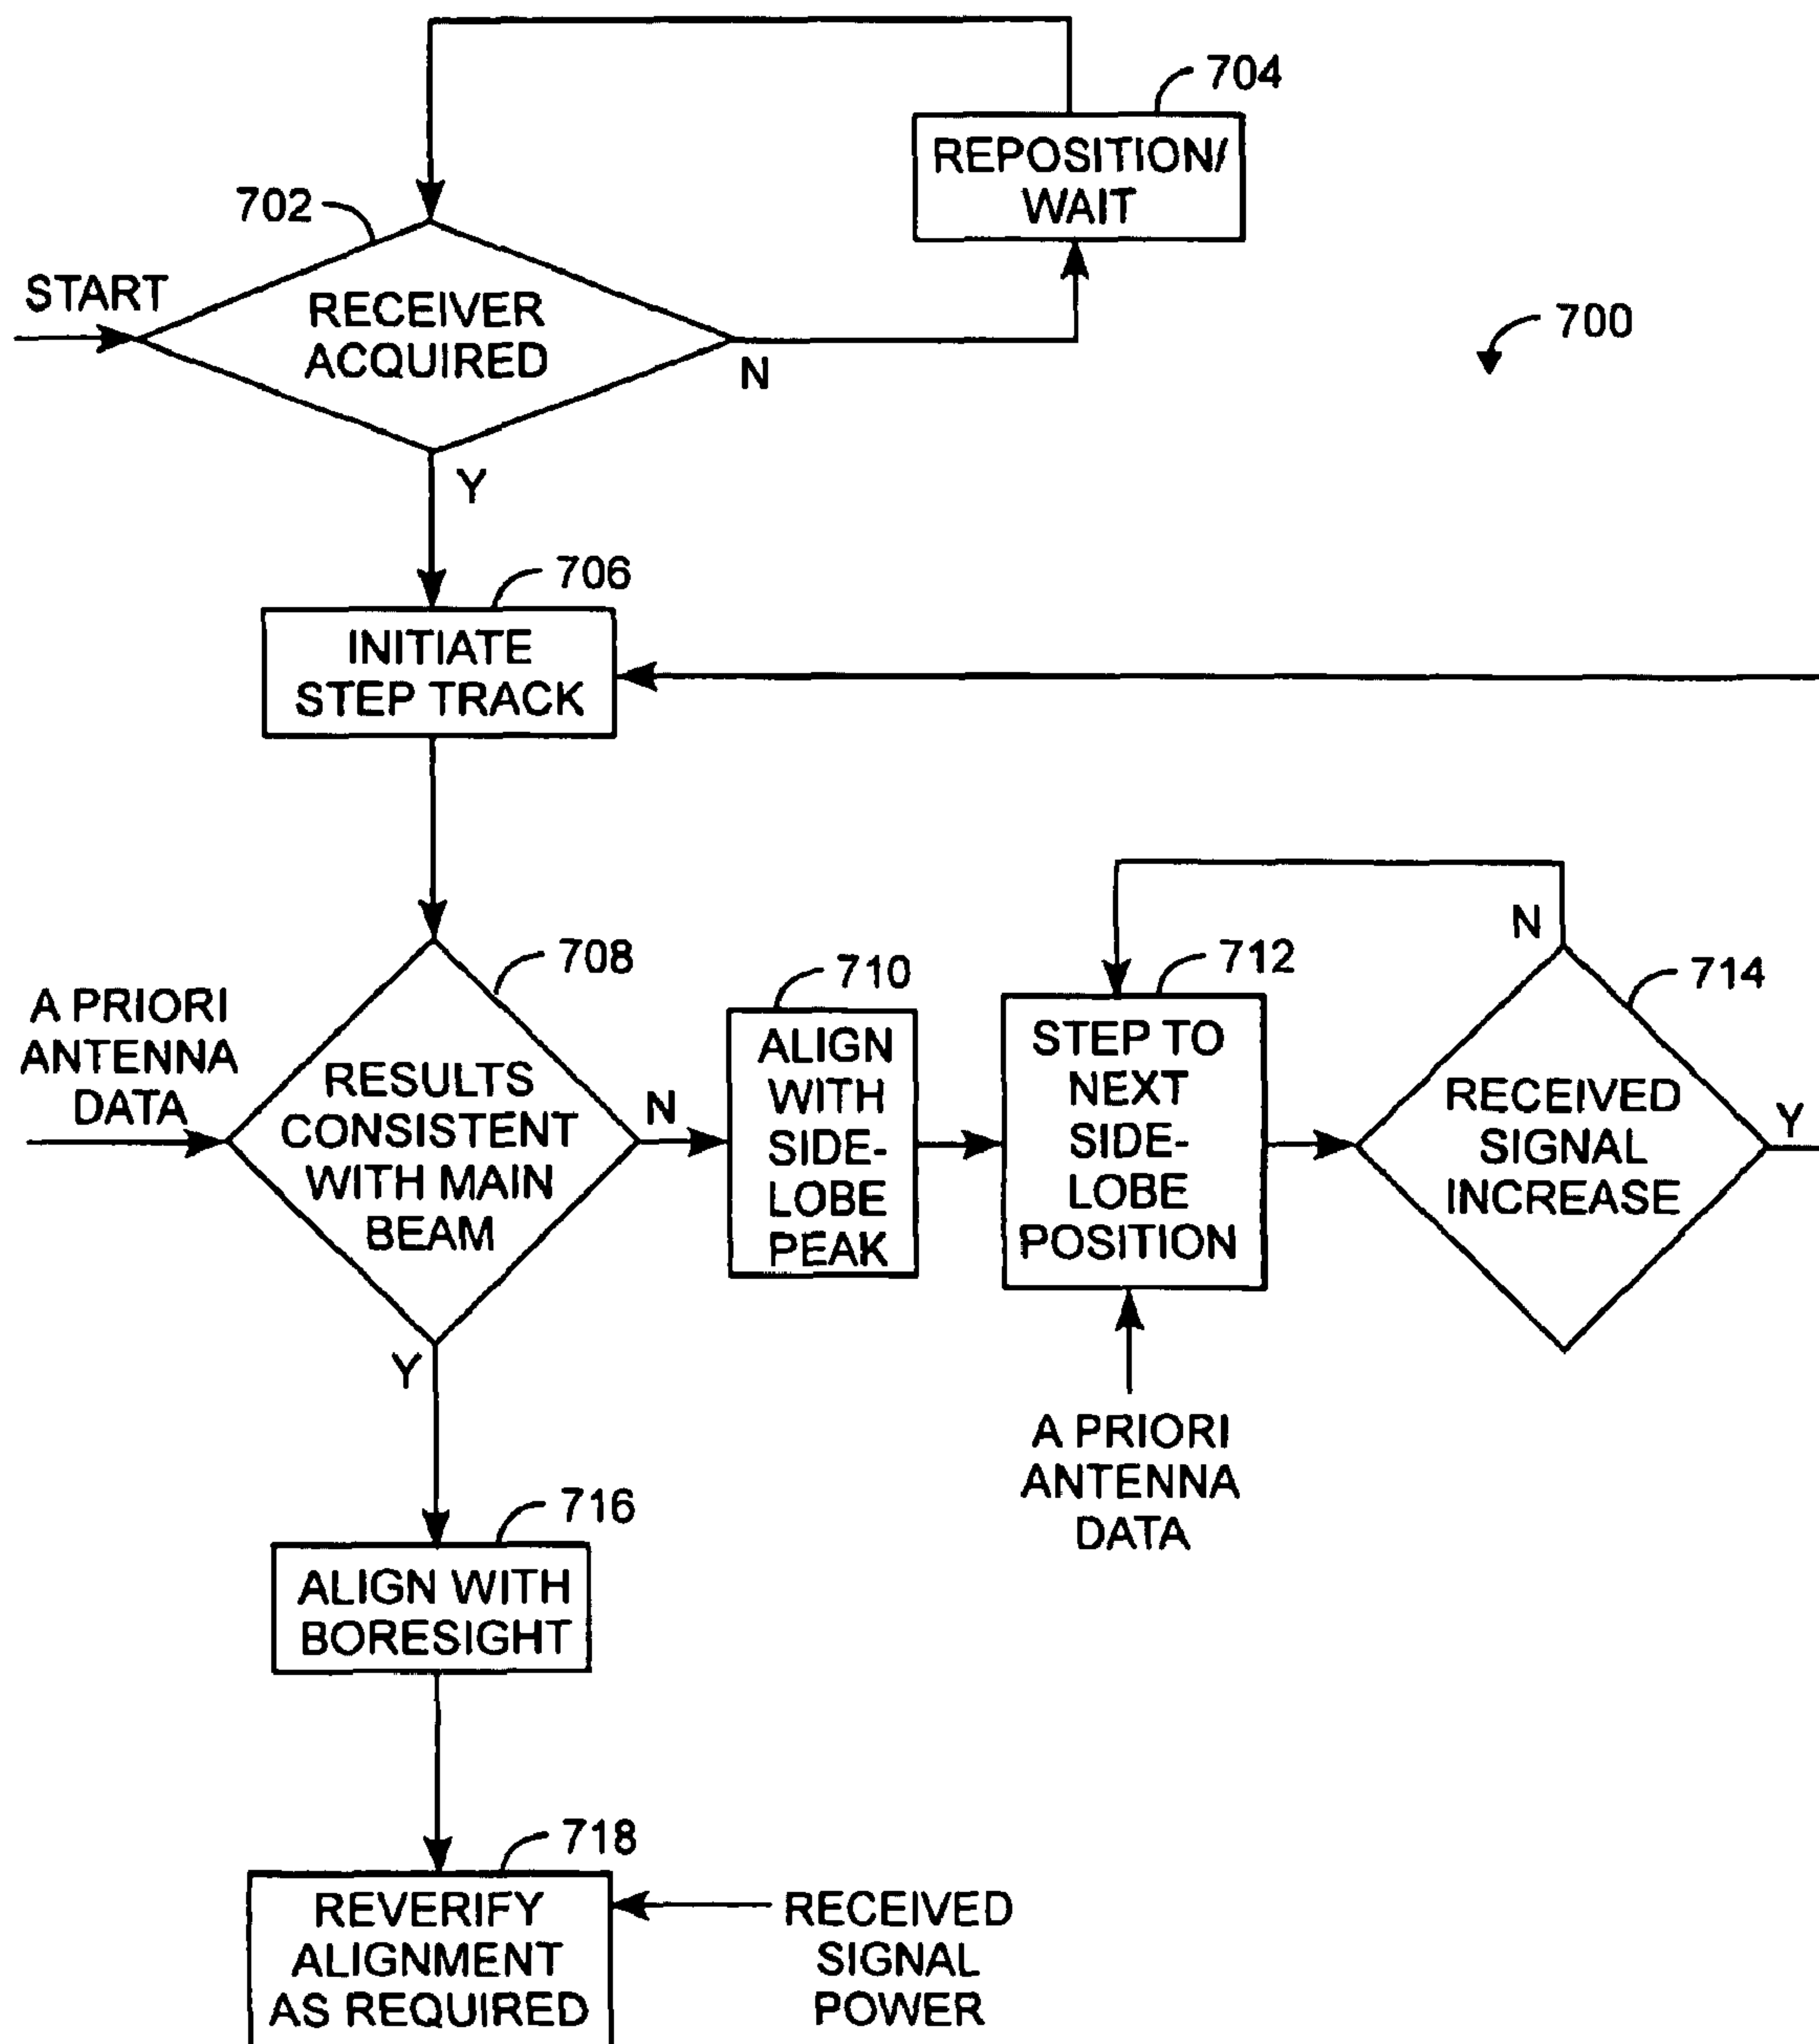 704
REPOSITION/
WAIT
702
START
RECEIVER
ACQUIRED
N
700
Y
706
INITIATE
STEP TRACK
708
A PRIORI
ANTENNA
DATA
RESULTS
CONSISTENT
WITH MAIN
BEAM
N
Y
710
ALIGN
WITH
SIDE-
LOBE
PEAK
712
STEP TO
NEXT
SIDE-
LOBE
POSITION
A PRIORI
ANTENNA
DATA
N
714
RECEIVED
SIGNAL
INCREASE
Y
716
ALIGN WITH
BORESIGHT
718
REVERIFY
ALIGNMENT
AS REQUIRED
RECEIVED
SIGNAL
POWER